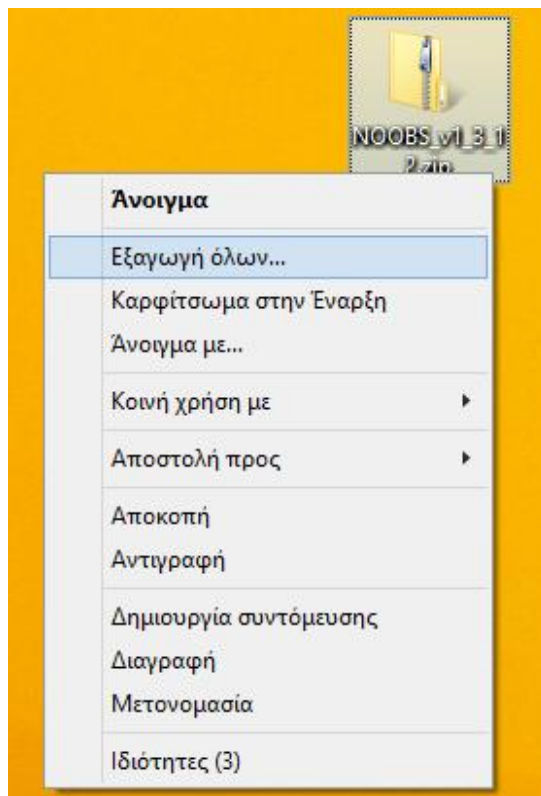 NOOBS_v1_3_1
2.zip
Άνοιγμα
Εξαγωγή όλων...
Καρφίτσωμα στην Έναρξη
Άνοιγμα με...
Κοινή χρήση με
Αποστολή προς
Αποκοπή
Αντιγραφή
Δημιουργία συντόμευσης
Διαγραφή
Μετονομασία
Ιδιότητες (3)